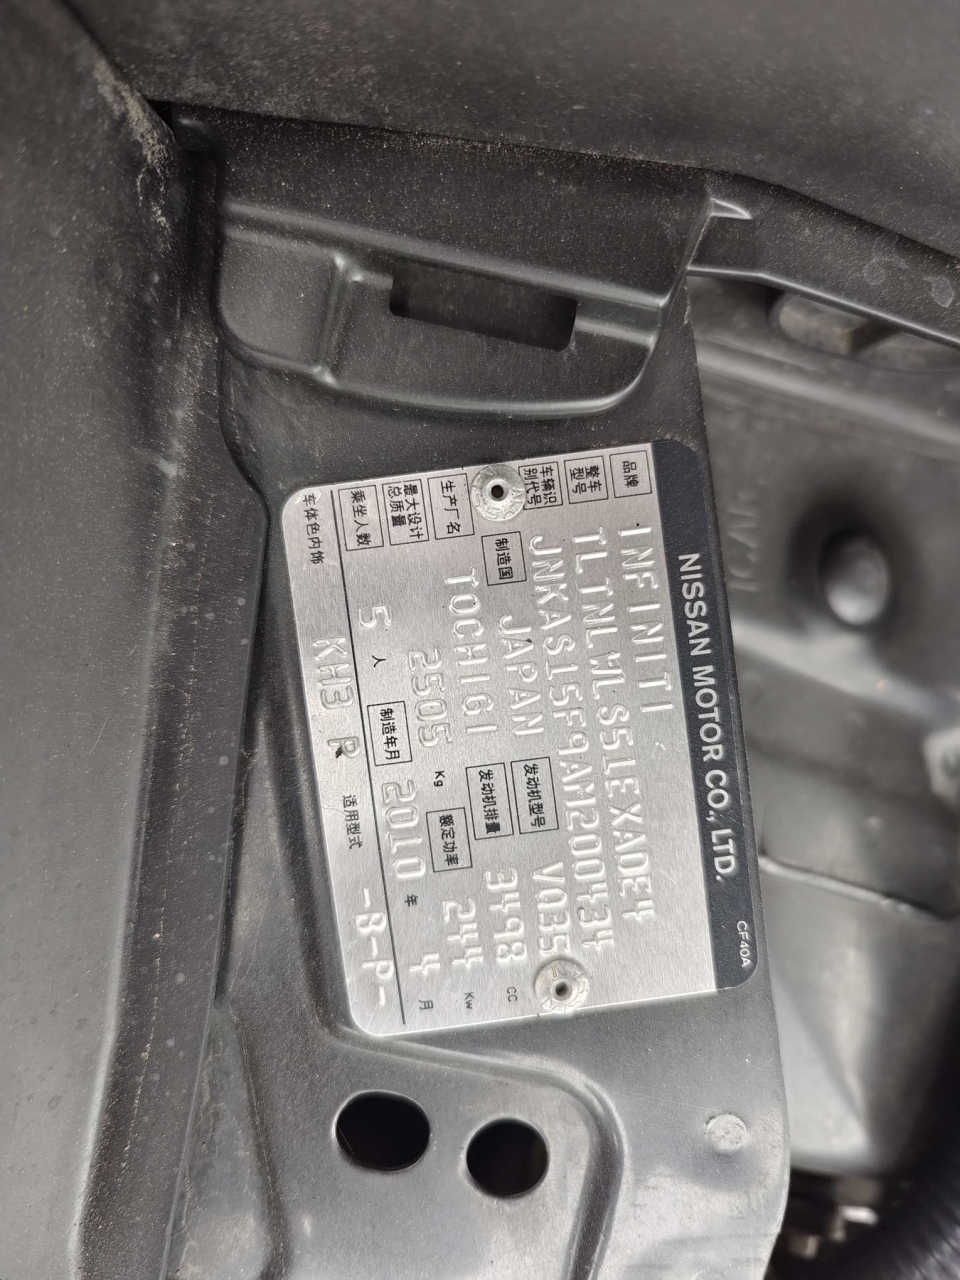 NISSAN MOTOR CO., LTD. CF40A
品牌 INFINITI
整车型号 TLTNLWLS51EXADE4
车辆识别代号 JNKAS15F9AM200434
制造国 JAPAN 发动机型号 VQ35
生产厂名 TOCHIGI 发动机排量 3498 CC
最大设计总质量 2505 Kg 额定功率 244 Kw
乘坐人数 5 人 制造年月 2010 年 4 月
车体色内饰 KH3 P 适用型式 -8-P-